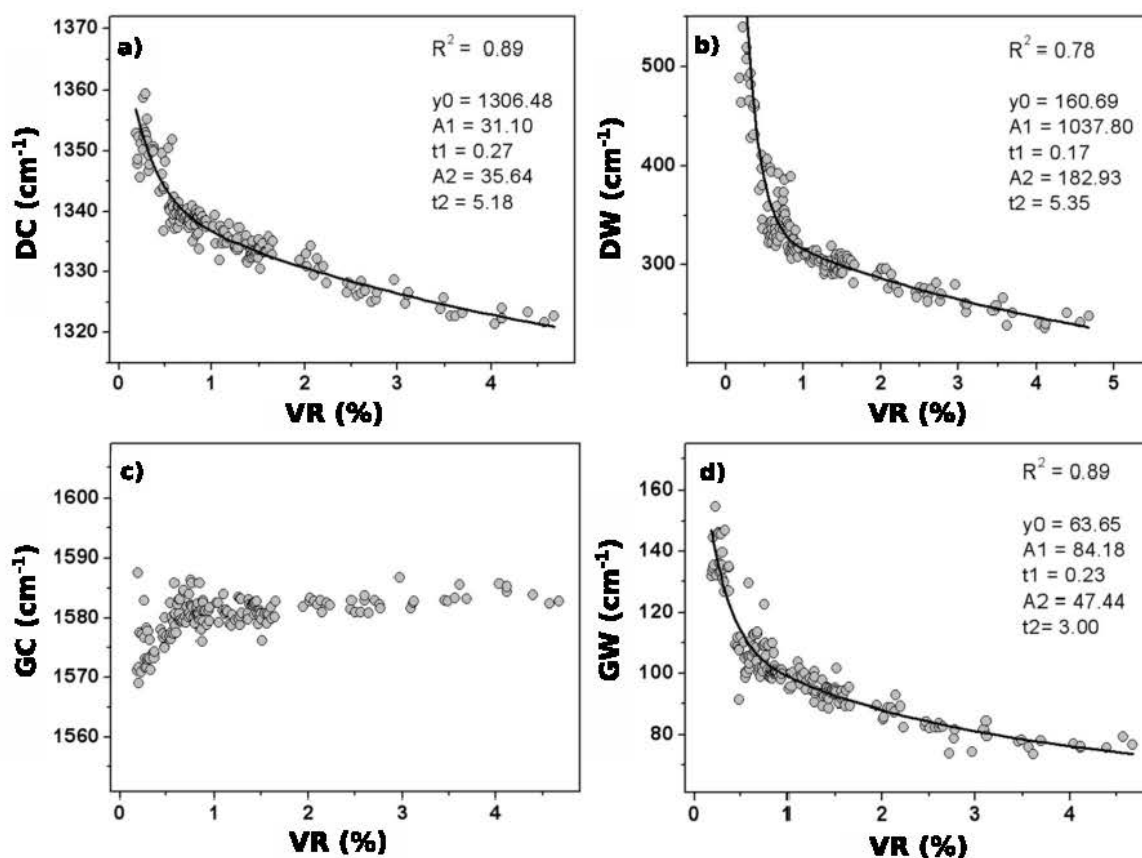 a)
R² = 0.89
y0 = 1306.48
A1 = 31.10
t1 = 0.27
A2 = 35.64
t2 = 5.18
1370
1360
1350
1340
1330
1320
DC (cm⁻¹)
0 1 2 3 4
VR (%)
b)
R² = 0.78
y0 = 160.69
A1 = 1037.80
t1 = 0.17
A2 = 182.93
t2 = 5.35
500
400
300
DW (cm⁻¹)
0 1 2 3 4 5
VR (%)
c)
1600
1590
1580
1570
1560
GC (cm⁻¹)
0 1 2 3 4
VR (%)
d)
R² = 0.89
y0 = 63.65
A1 = 84.18
t1 = 0.23
A2 = 47.44
t2= 3.00
160
140
120
100
80
GW (cm⁻¹)
0 1 2 3 4
VR (%)